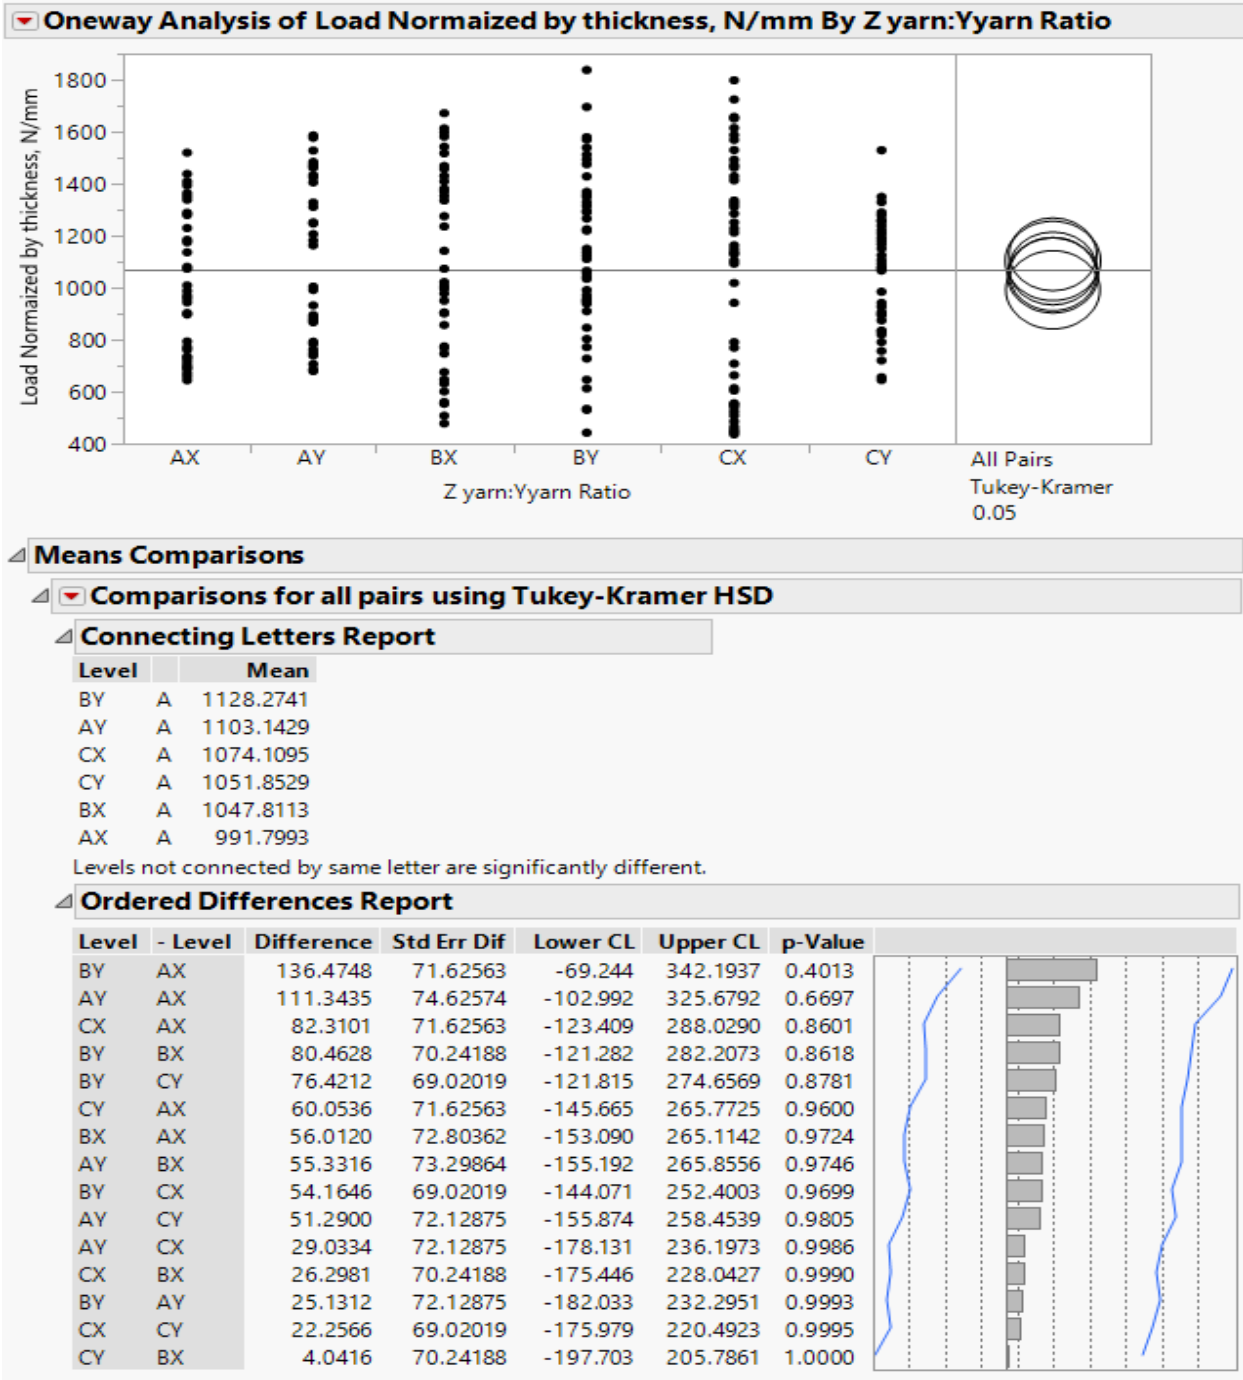 Oneway Analysis of Load Normaized by thickness, N/mm By Z yarn:Yyarn Ratio
Load Normaized by thickness, N/mm
1800
1600
1400
1200
1000
800
600
400
AX AY BX BY CX CY
Z yarn:Yyarn Ratio
All Pairs
Tukey-Kramer
0.05
Means Comparisons
Comparisons for all pairs using Tukey-Kramer HSD
Connecting Letters Report
Level Mean
BY A 1128.2741
AY A 1103.1429
CX A 1074.1095
CY A 1051.8529
BX A 1047.8113
AX A 991.7993
Levels not connected by same letter are significantly different.
Ordered Differences Report
Level - Level Difference Std Err Dif Lower CL Upper CL p-Value
BY AX 136.4748 71.62563 -69.244 342.1937 0.4013
AY AX 111.3435 74.62574 -102.992 325.6792 0.6697
CX AX 82.3101 71.62563 -123.409 288.0290 0.8601
BY BX 80.4628 70.24188 -121.282 282.2073 0.8618
BY CY 76.4212 69.02019 -121.815 274.6569 0.8781
CY AX 60.0536 71.62563 -145.665 265.7725 0.9600
BX AX 56.0120 72.80362 -153.090 265.1142 0.9724
AY BX 55.3316 73.29864 -155.192 265.8556 0.9746
BY CX 54.1646 69.02019 -144.071 252.4003 0.9699
AY CY 51.2900 72.12875 -155.874 258.4539 0.9805
AY CX 29.0334 72.12875 -178.131 236.1973 0.9986
CX BX 26.2981 70.24188 -175.446 228.0427 0.9990
BY AY 25.1312 72.12875 -182.033 232.2951 0.9993
CX CY 22.2566 69.02019 -175.979 220.4923 0.9995
CY BX 4.0416 70.24188 -197.703 205.7861 1.0000